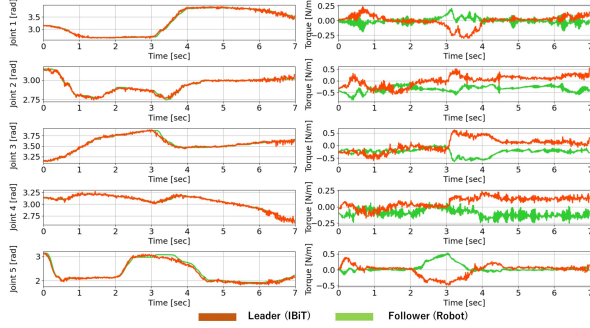 Joint 1 [rad]
3.5
3.0
0 1 2 3 4 5 6 7
Time [sec]
Torque [N/m]
0.25
0.00
-0.25
0 1 2 3 4 5 6 7
Time [sec]
Joint 2 [rad]
3.00
2.75
0 1 2 3 4 5 6 7
Time [sec]
Torque [N/m]
0.5
0.0
-0.5
0 1 2 3 4 5 6 7
Time [sec]
Joint 3 [rad]
3.75
3.50
3.25
0 1 2 3 4 5 6 7
Time [sec]
Torque [N/m]
0.5
0.0
-0.5
0 1 2 3 4 5 6 7
Time [sec]
Joint 4 [rad]
3.25
3.00
2.75
0 1 2 3 4 5 6 7
Time [sec]
Torque [N/m]
0.2
0.0
-0.2
0 1 2 3 4 5 6 7
Time [sec]
Joint 5 [rad]
3
2
0 1 2 3 4 5 6 7
Time [sec]
Torque [N/m]
0.5
0.0
-0.5
0 1 2 3 4 5 6 7
Time [sec]
Leader (IBiT) Follower (Robot)